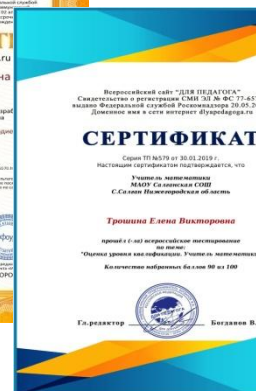 Всероссийский сайт "ДЛЯ ПЕДАГОГА"
Свидетельство о регистрации СМИ ЭЛ № ФС 77-65
выдано Федеральной службой Роскомнадзора 20.05.20
Доменное имя в сети интернет dlyapedagoga.ru
СЕРТИФИКАТ
Серия ТП №579 от 30.01.2019 г.
Настоящим сертификатом подтверждается, что
Учитель математики
МАОУ Салганская СОШ
С.Салган Нижегородская область
Трошина Елена Викторовна
прошёл (-ла) всероссийское тестирование
по теме:
"Оценка уровня квалификации. Учитель математики
Количество набранных баллов 90 из 100
Гл.редактор
Богданов В.